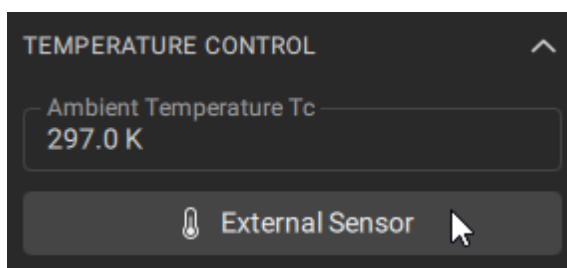 TEMPERATURE CONTROL
Ambient Temperature Tc
297.0 K
External Sensor